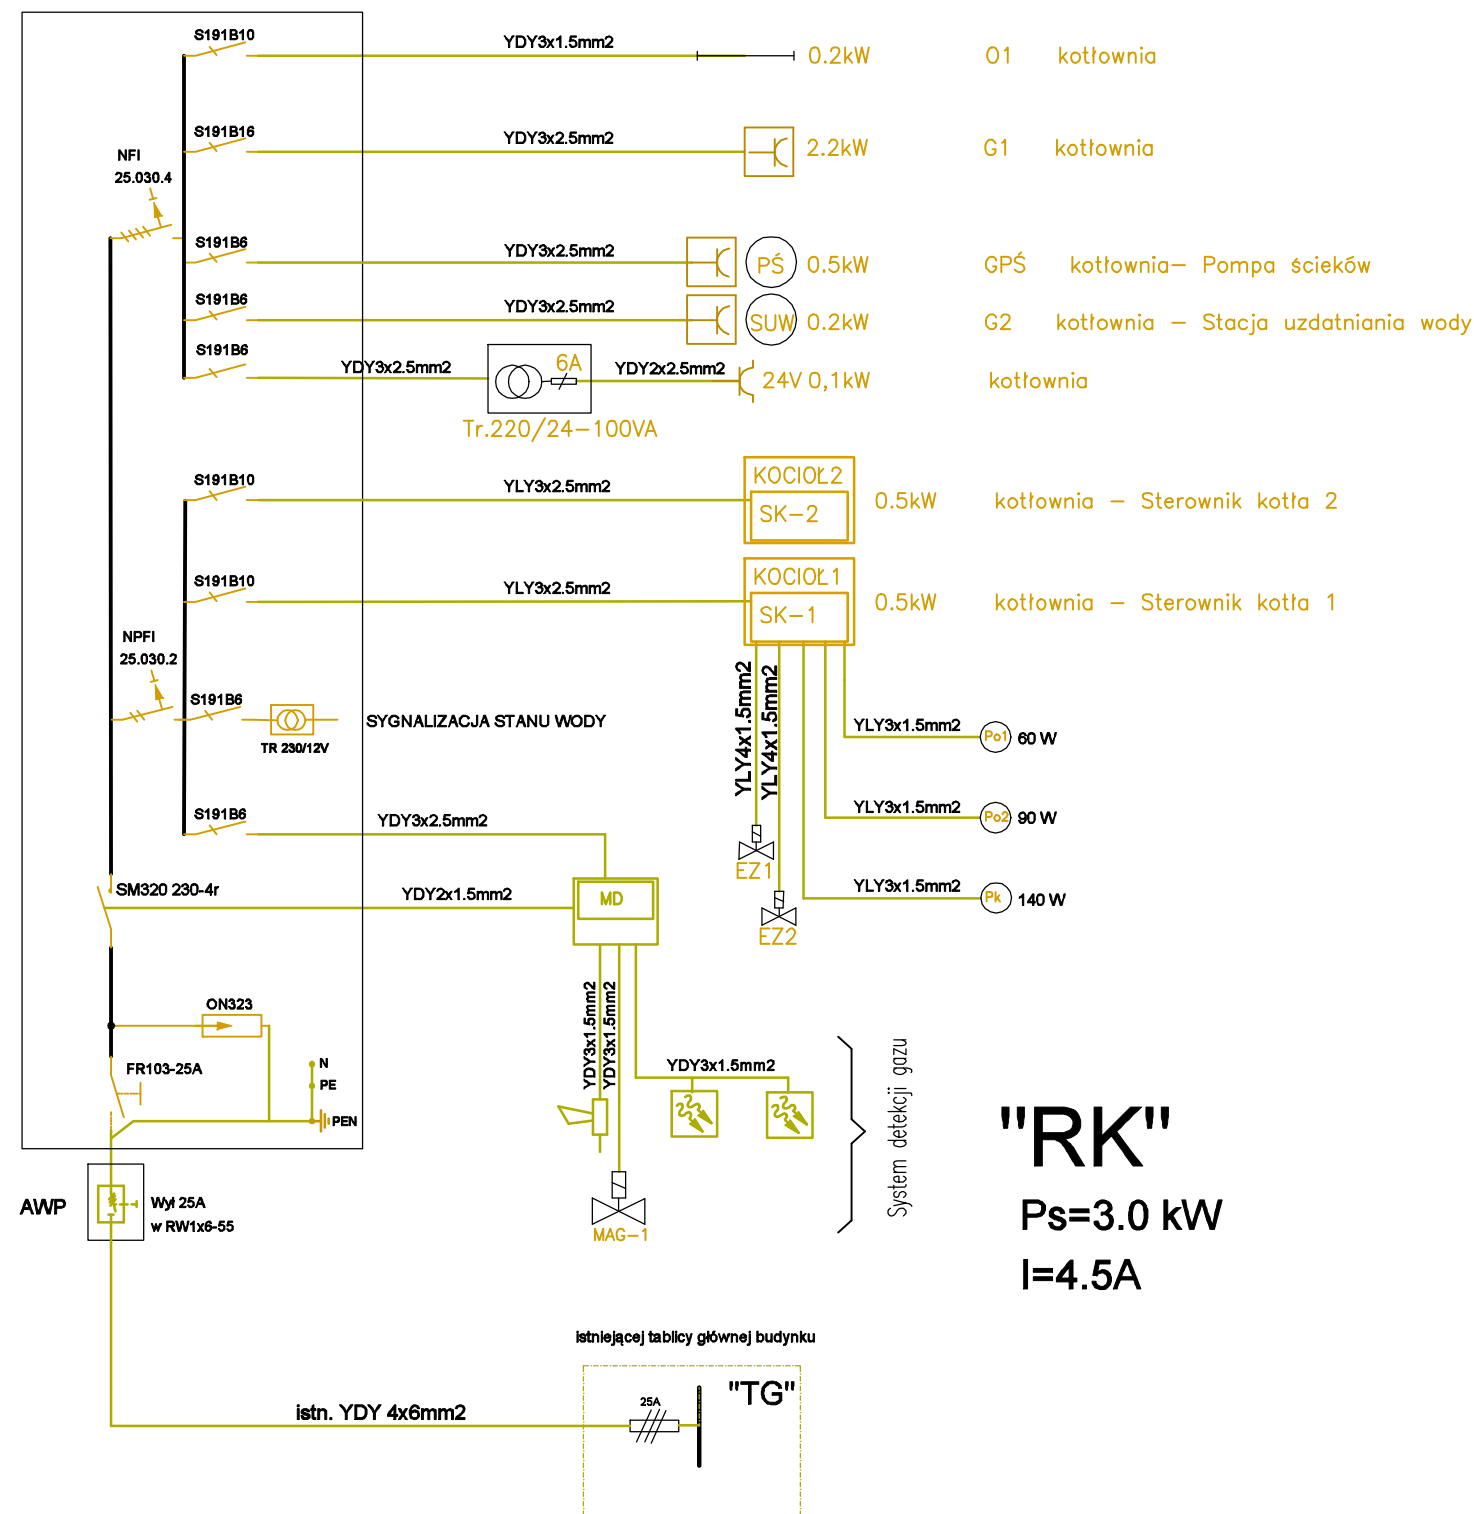 S191B10
YDY3x1.5mm2
0.2kW
O1 kotłownia
S191B16
YDY3x2.5mm2
2.2kW
G1 kotłownia
NFI
25.030.4
S191B6
YDY3x2.5mm2
PŚ
0.5kW
GPŚ kotłownia– Pompa ścieków
S191B6
YDY3x2.5mm2
SUW
0.2kW
G2 kotłownia – Stacja uzdatniania wody
S191B6
YDY3x2.5mm2
6A
YDY2x2.5mm2
24V 0,1kW
kotłownia
Tr.220/24–100VA
S191B10
YLY3x2.5mm2
KOCIOŁ2
SK–2
0.5kW
kotłownia – Sterownik kotła 2
S191B10
YLY3x2.5mm2
KOCIOŁ1
SK–1
0.5kW
kotłownia – Sterownik kotła 1
NPFI
25.030.2
S191B6
TR 230/12V
SYGNALIZACJA STANU WODY
YLY4x1.5mm2
YLY4x1.5mm2
YLY3x1.5mm2
Po1
60 W
YLY3x1.5mm2
Po2
90 W
YLY3x1.5mm2
Pk
140 W
EZ1
EZ2
S191B6
YDY3x2.5mm2
SM320 230-4r
YDY2x1.5mm2
MD
YDY3x1.5mm2
YDY3x1.5mm2
YDY3x1.5mm2
MAG–1
System detekcji gazu
ON323
FR103-25A
N
PE
PEN
AWP
Wył 25A
w RW1x6-55
"RK"
Ps=3.0 kW
I=4.5A
istniejącej tablicy głównej budynku
"TG"
25A
istn. YDY 4x6mm2